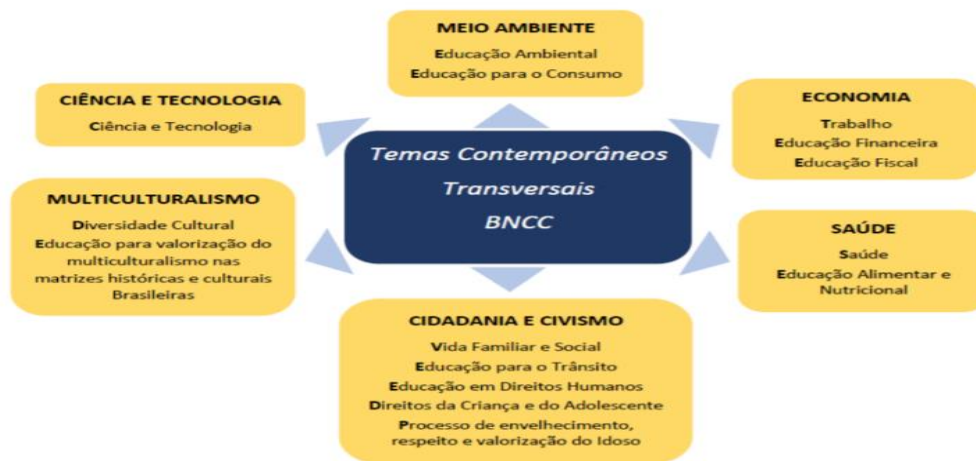 MEIO AMBIENTE
Educação Ambiental
Educação para o Consumo
CIÊNCIA E TECNOLOGIA
Ciência e Tecnologia
ECONOMIA
Trabalho
Educação Financeira
Educação Fiscal
Temas Contemporâneos
Transversais
BNCC
MULTICULTURALISMO
Diversidade Cultural
Educação para valorização do
multiculturalismo nas
matrizes históricas e culturais
Brasileiras
SAÚDE
Saúde
Educação Alimentar e
Nutricional
CIDADANIA E CIVISMO
Vida Familiar e Social
Educação para o Trânsito
Educação em Direitos Humanos
Direitos da Criança e do Adolescente
Processo de envelhecimento,
respeito e valorização do Idoso